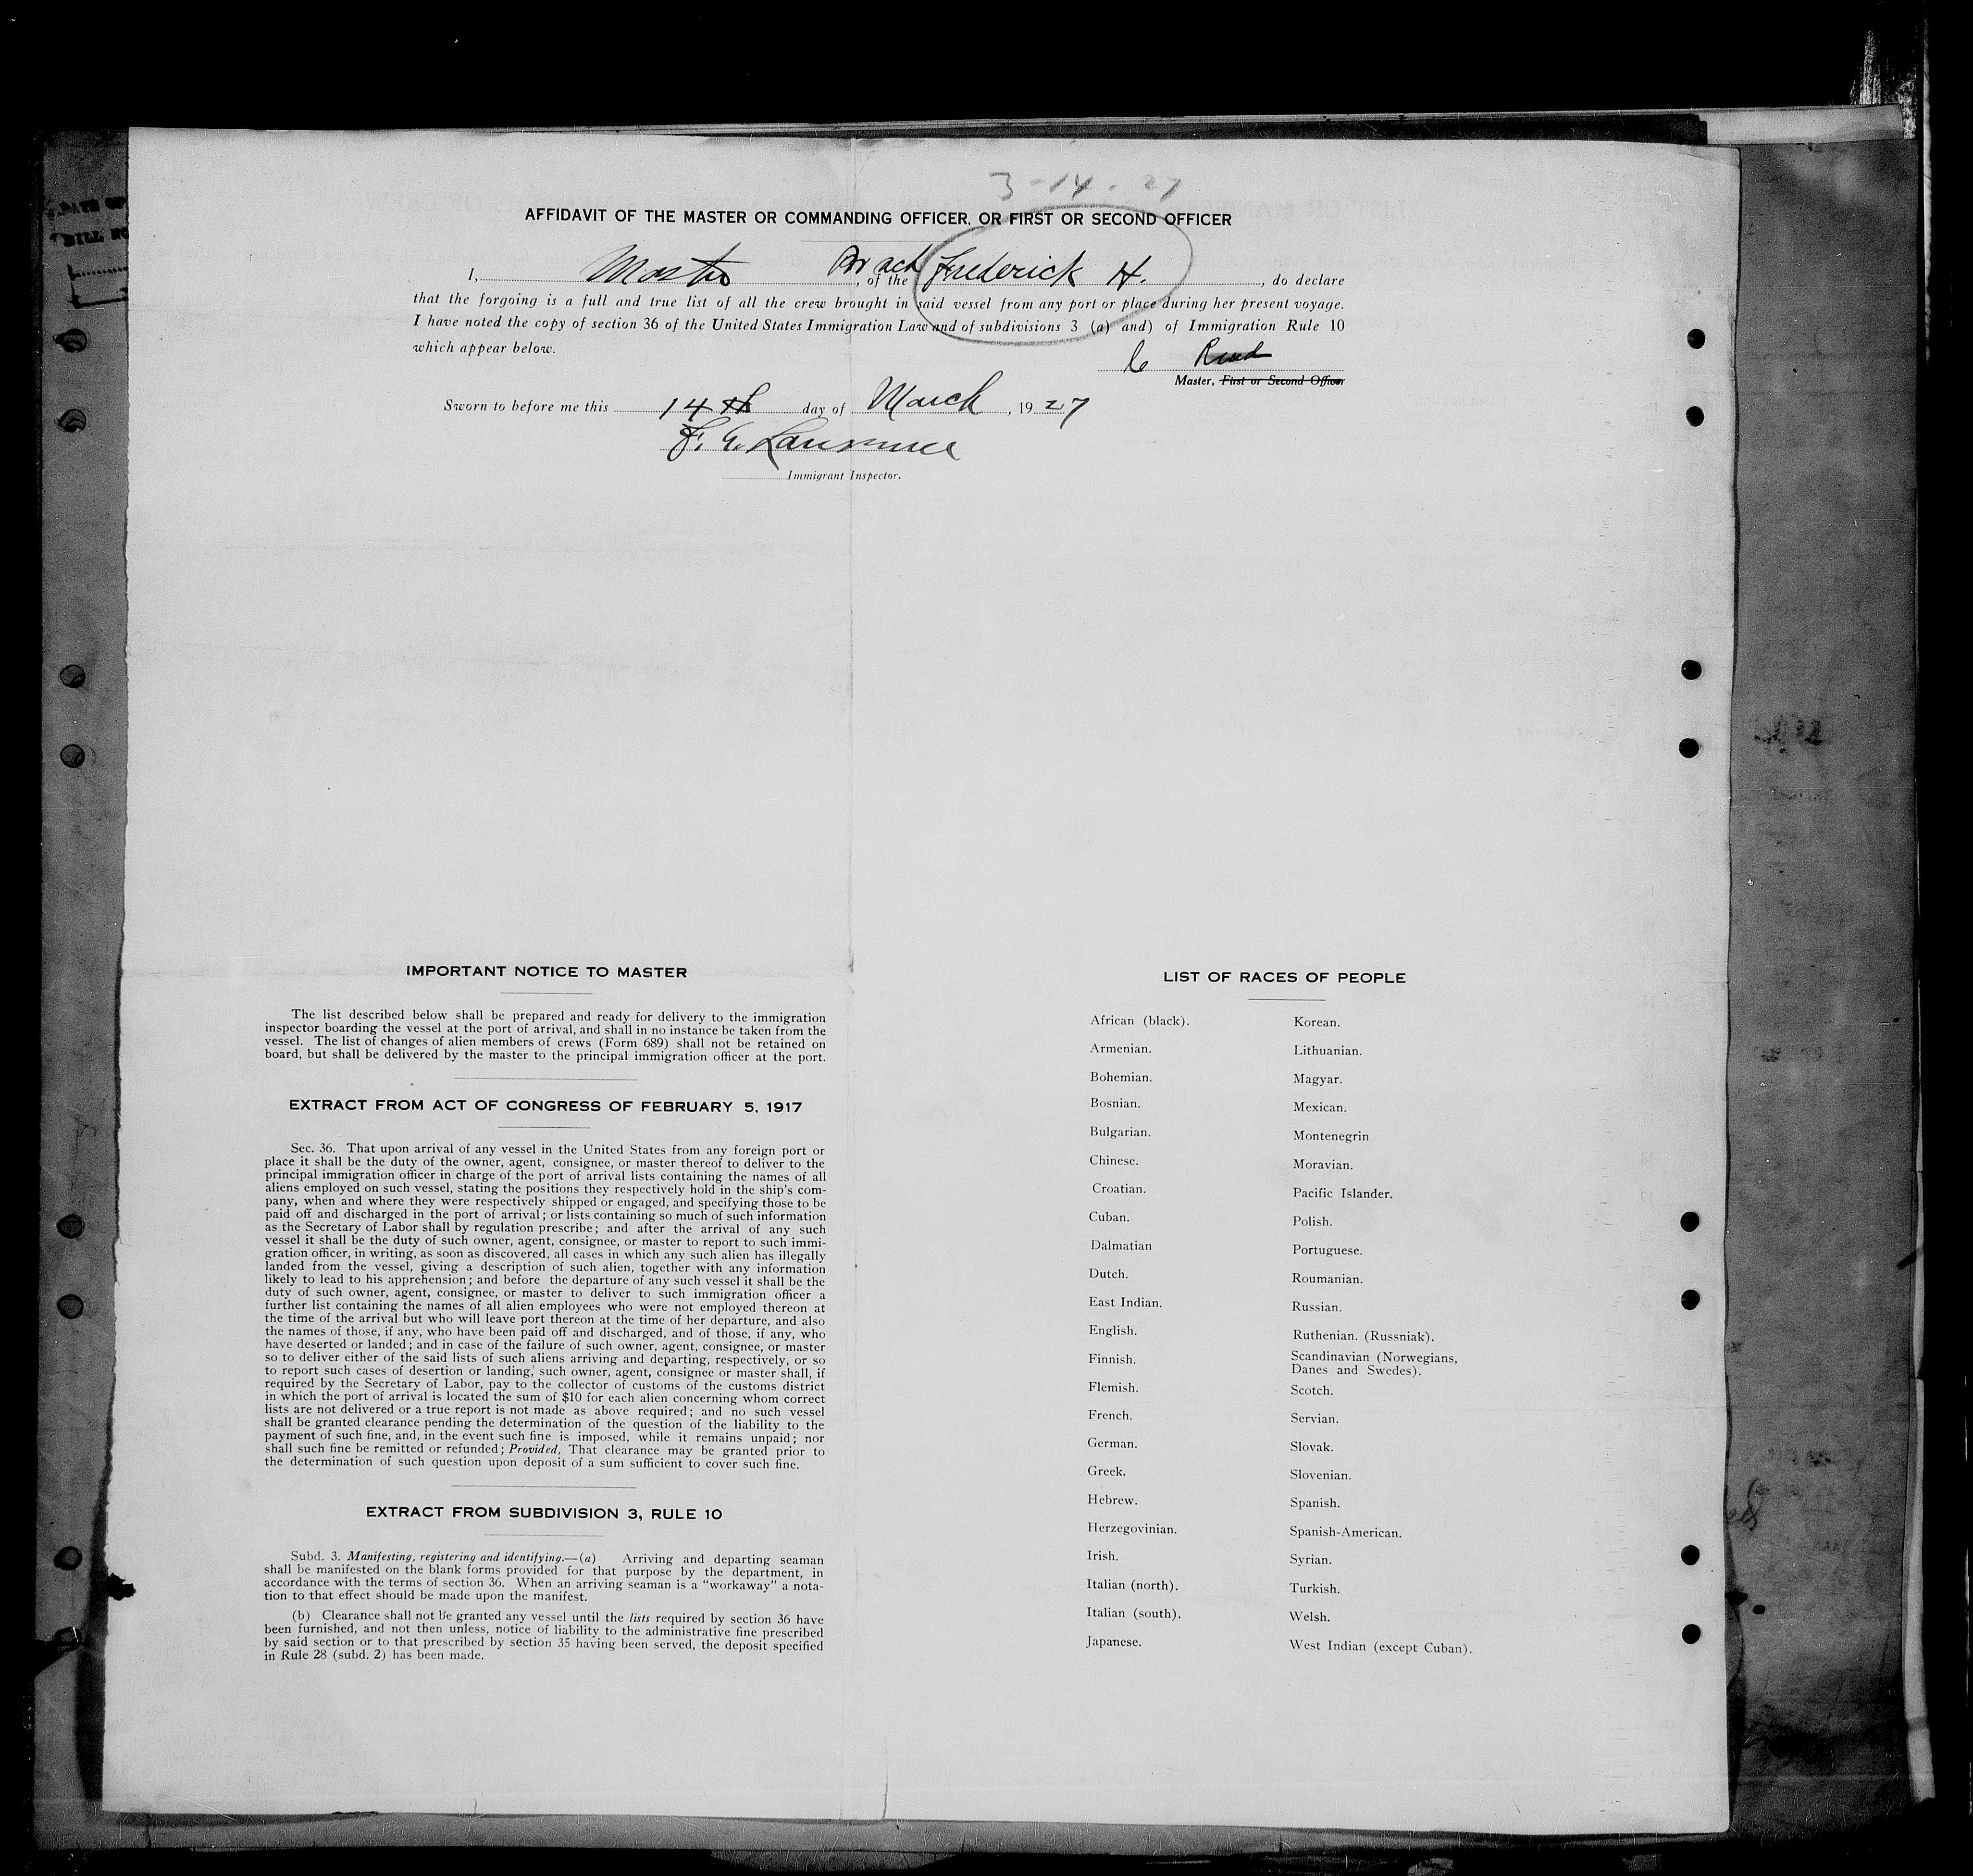 3-14-27
AFFIDAVIT OF THE MASTER OR COMMANDING OFFICER, OR FIRST OR SECOND OFFICER
I, Master, of the Br Sch Frederick H., do declare
that the forgoing is a full and true list of all the crew brought in said vessel from any port or place during her present voyage.
I have noted the copy of section 36 of the United States Immigration Law and of subdivisions 3 (a) and) of Immigration Rule 10
which appear below.
Master, First or Second Officer
Sworn to before me this 14th day of March, 1927
Immigrant Inspector.
IMPORTANT NOTICE TO MASTER
The list described below shall be prepared and ready for delivery to the immigration
inspector boarding the vessel at the port of arrival, and shall in no instance be taken from the
vessel. The list of changes of alien members of crews (Form 689) shall not be retained on
board, but shall be delivered by the master to the principal immigration officer at the port.
EXTRACT FROM ACT OF CONGRESS OF FEBRUARY 5, 1917
Sec. 36. That upon arrival of any vessel in the United States from any foreign port or
place it shall be the duty of the owner, agent, consignee, or master thereof to deliver to the
principal immigration officer in charge of the port of arrival lists containing the names of all
aliens employed on such vessel, stating the positions they respectively hold in the ship's com-
pany, when and where they were respectively shipped or engaged, and specifying those to be
paid off and discharged in the port of arrival; or lists containing so much of such information
as the Secretary of Labor shall by regulation prescribe; and after the arrival of any such
vessel it shall be the duty of such owner, agent, consignee, or master to report to such immi-
gration officer, in writing, as soon as discovered, all cases in which any such alien has illegally
landed from the vessel, giving a description of such alien, together with any information
likely to lead to his apprehension; and before the departure of any such vessel it shall be the
duty of such owner, agent, consignee, or master to deliver to such immigration officer a
further list containing the names of all alien employees who were not employed thereon at
the time of the arrival but who will leave port thereon at the time of her departure, and also
the names of those, if any, who have been paid off and discharged, and of those, if any, who
have deserted or landed; and in case of the failure of such owner, agent, consignee, or master
so to deliver either of the said lists of such aliens arriving and departing, respectively, or so
to report such cases of desertion or landing, such owner, agent, consignee or master shall, if
required by the Secretary of Labor, pay to the collector of customs of the customs district
in which the port of arrival is located the sum of $10 for each alien concerning whom correct
lists are not delivered or a true report is not made as above required; and no such vessel
shall be granted clearance pending the determination of the question of the liability to the
payment of such fine, and, in the event such fine is imposed, while it remains unpaid; nor
shall such fine be remitted or refunded; Provided, That clearance may be granted prior to
the determination of such question upon deposit of a sum sufficient to cover such fine.
EXTRACT FROM SUBDIVISION 3, RULE 10
Subd. 3. Manifesting, registering and identifying.—(a) Arriving and departing seaman
shall be manifested on the blank forms provided for that purpose by the department, in
accordance with the terms of section 36. When an arriving seaman is a "workaway" a nota-
tion to that effect should be made upon the manifest.
(b) Clearance shall not be granted any vessel until the lists required by section 36 have
been furnished, and not then unless, notice of liability to the administrative fine prescribed
by said section or to that prescribed by section 35 having been served, the deposit specified
in Rule 28 (subd. 2) has been made.
LIST OF RACES OF PEOPLE
African (black).
Armenian.
Bohemian.
Bosnian.
Bulgarian.
Chinese.
Croatian.
Cuban.
Dalmatian
Dutch.
East Indian.
English.
Finnish.
Flemish.
French.
German.
Greek.
Hebrew.
Herzegovinian.
Irish.
Italian (north).
Italian (south).
Japanese.
Korean.
Lithuanian.
Magyar.
Mexican.
Montenegrin
Moravian.
Pacific Islander.
Polish.
Portuguese.
Roumanian.
Russian.
Ruthenian. (Russniak).
Scandinavian (Norwegians,
Danes and Swedes).
Scotch.
Servian.
Slovak.
Slovenian.
Spanish.
Spanish-American.
Syrian.
Turkish.
Welsh.
West Indian (except Cuban).